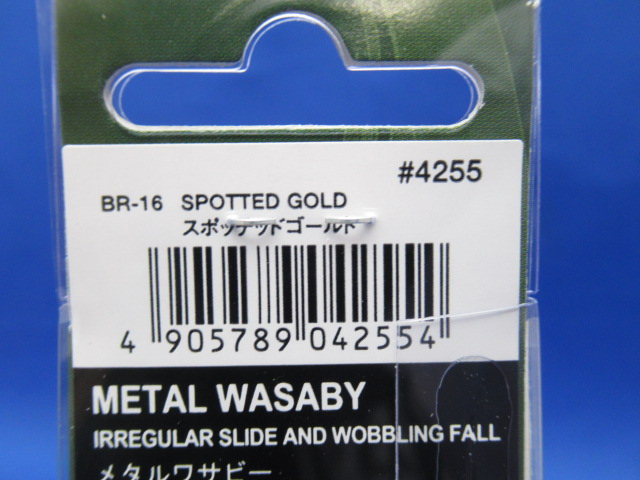 #4255
BR-16 SPOTTED GOLD
スポッテッドゴールド
4 905789 042554
METAL WASABY
IRREGULAR SLIDE AND WOBBLING FALL
メタルワサビー